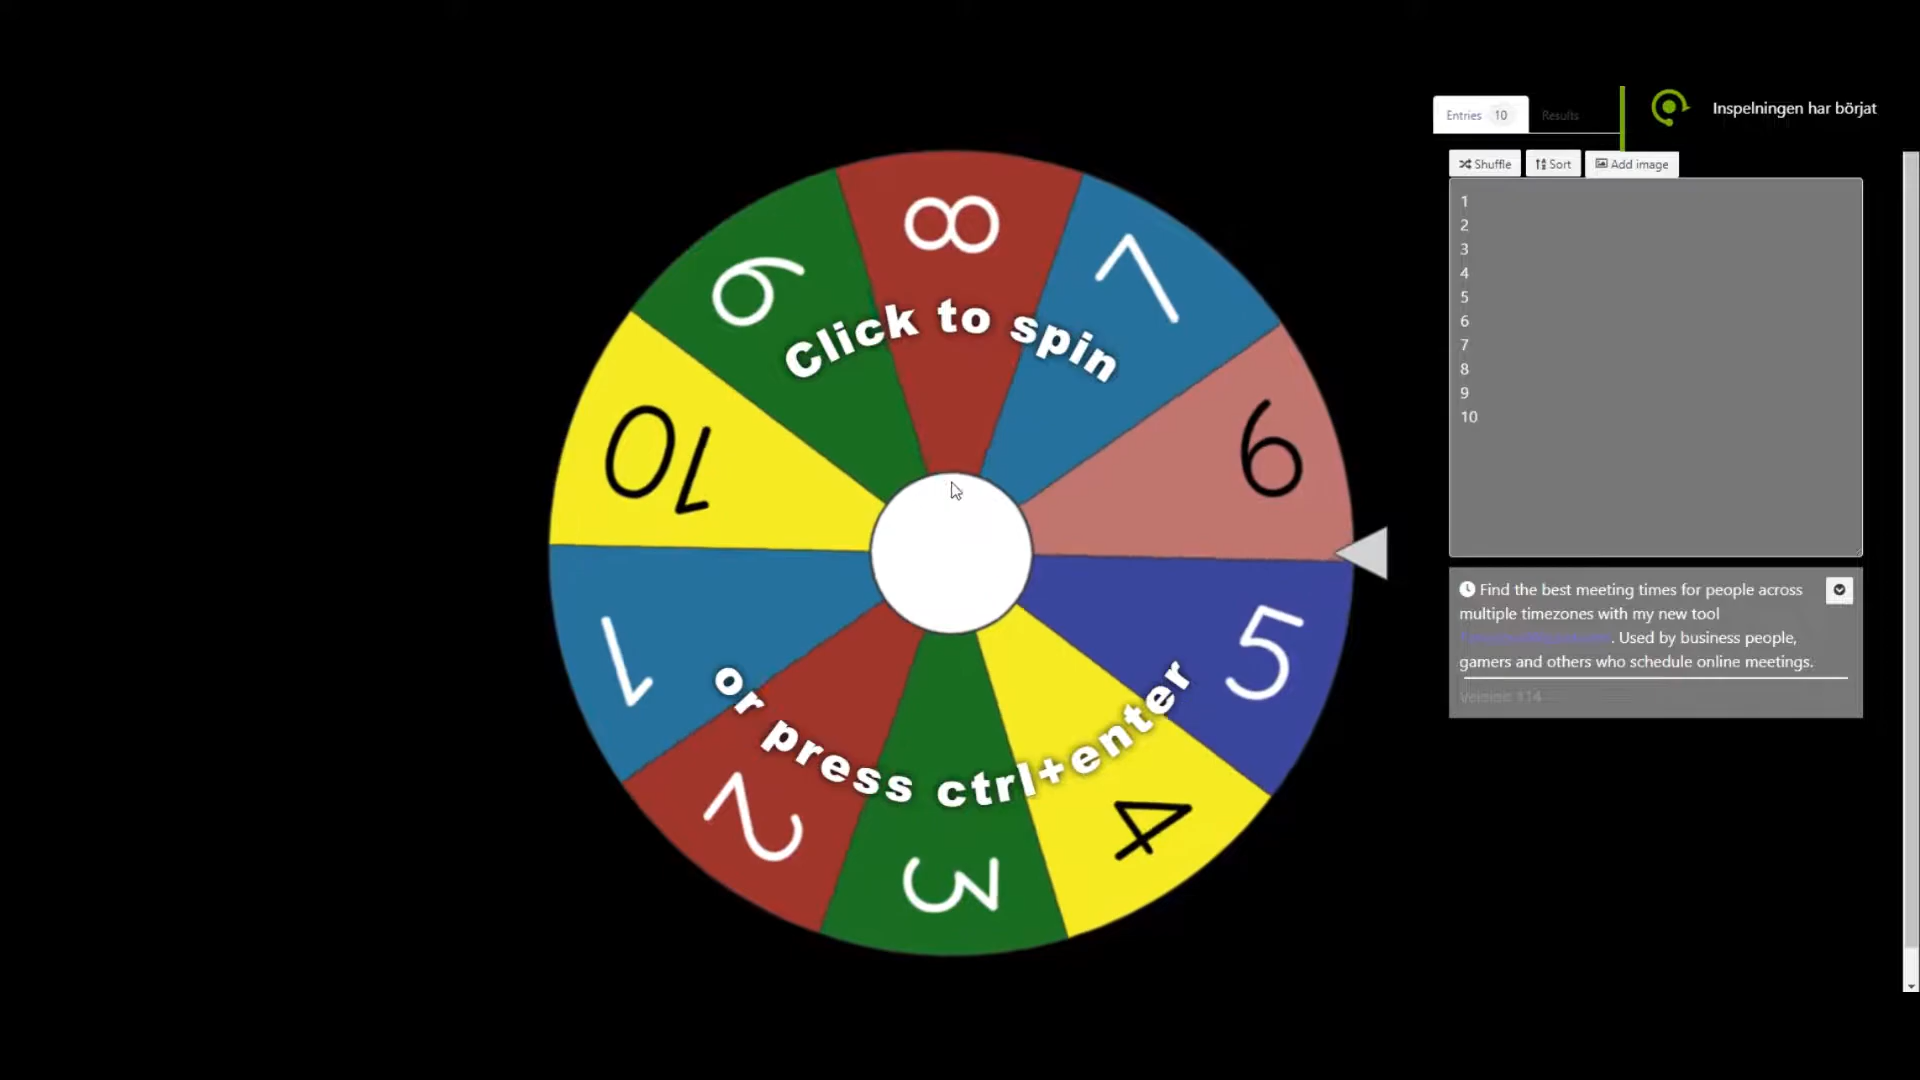 Inspelningen har börjat
Entries 10
Results
Shuffle
Sort
Add image
1
2
3
4
5
6
7
8
9
10
Click to spin
or press ctrl+enter
8
7
6
5
4
3
2
1
10
9
Find the best meeting times for people across
multiple timezones with my new tool
. Used by business people,
gamers and others who schedule online meetings.